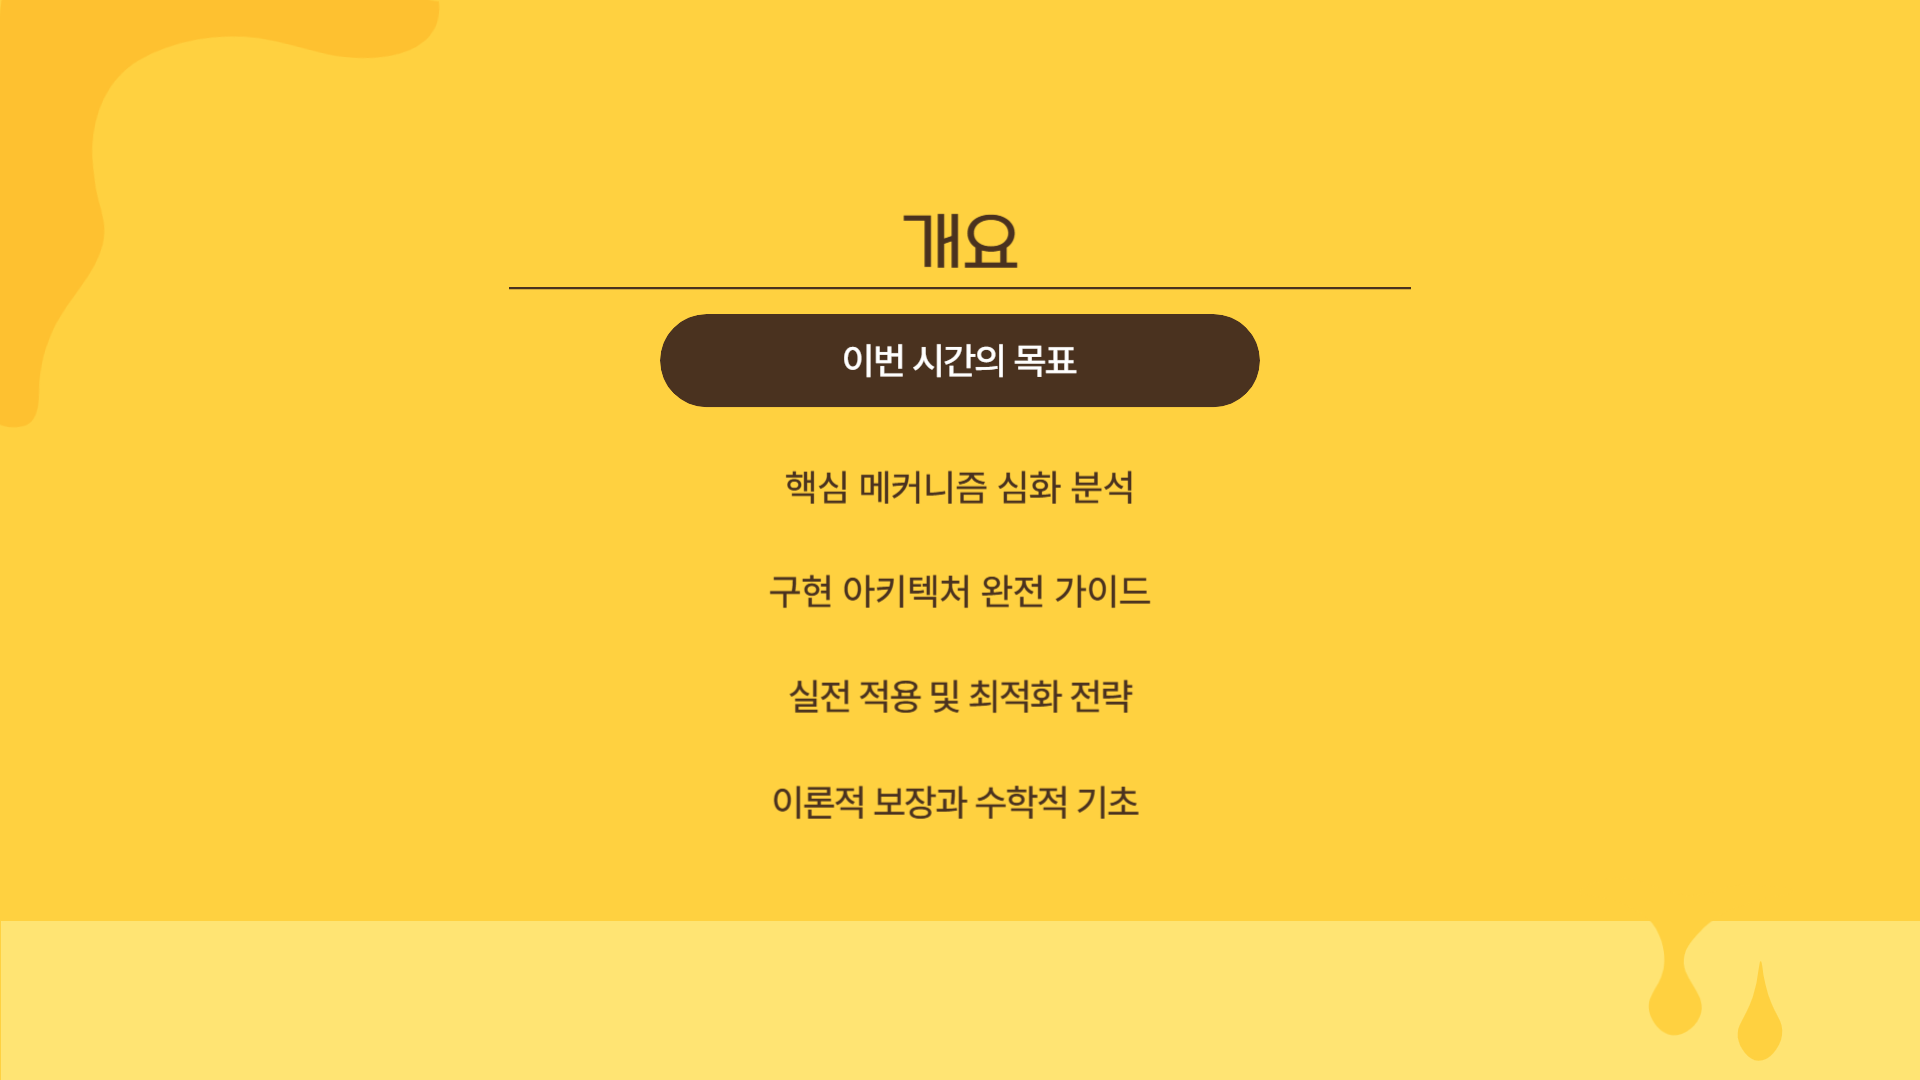 개요
이번 시간의 목표
핵심 메커니즘 심화 분석
구현 아키텍처 완전 가이드
실전 적용 및 최적화 전략
이론적 보장과 수학적 기초